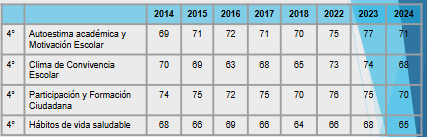 2014 2015 2016 2017 2018 2022 2023 2024
4° Autoestima académica y Motivación Escolar 69 71 72 71 70 75 77 71
4° Clima de Convivencia Escolar 70 69 63 68 65 73 74 68
4° Participación y Formación Ciudadana 74 75 72 75 70 76 75 70
4° Hábitos de vida saludable 68 66 69 66 64 66 68 65